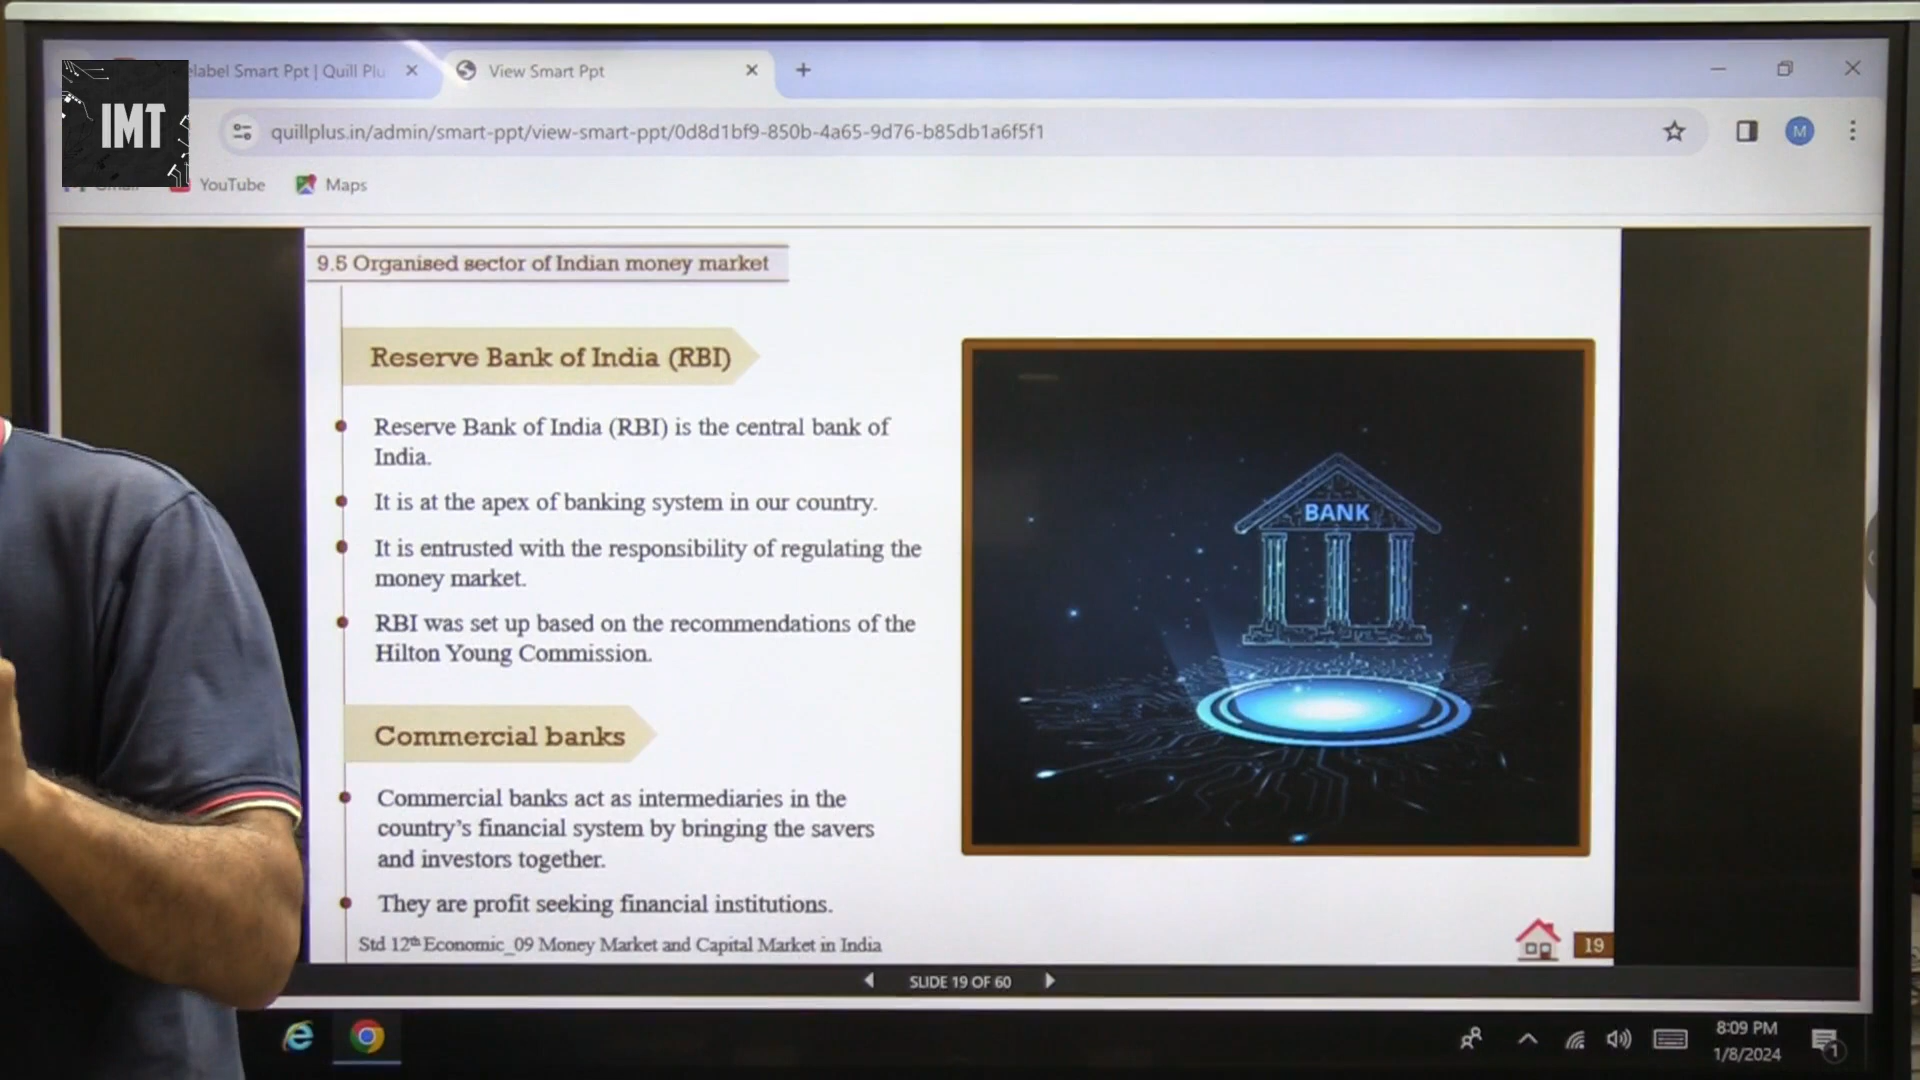 elabel Smart Ppt | Quill Plu
View Smart Ppt
IMT
quillplus.in/admin/smart-ppt/view-smart-ppt/0d8d1bf9-850b-4a65-9d76-b85db1a6f5f1
M
YouTube
Maps
9.5 Organised sector of Indian money market
Reserve Bank of India (RBI)
Reserve Bank of India (RBI) is the central bank of
India.
It is at the apex of banking system in our country.
It is entrusted with the responsibility of regulating the
money market.
RBI was set up based on the recommendations of the
Hilton Young Commission.
BANK
Commercial banks
Commercial banks act as intermediaries in the
country's financial system by bringing the savers
and investors together.
They are profit seeking financial institutions.
Std 12th Economic_09 Money Market and Capital Market in India
19
SLIDE 19 OF 60
8:09 PM
1/8/2024
1